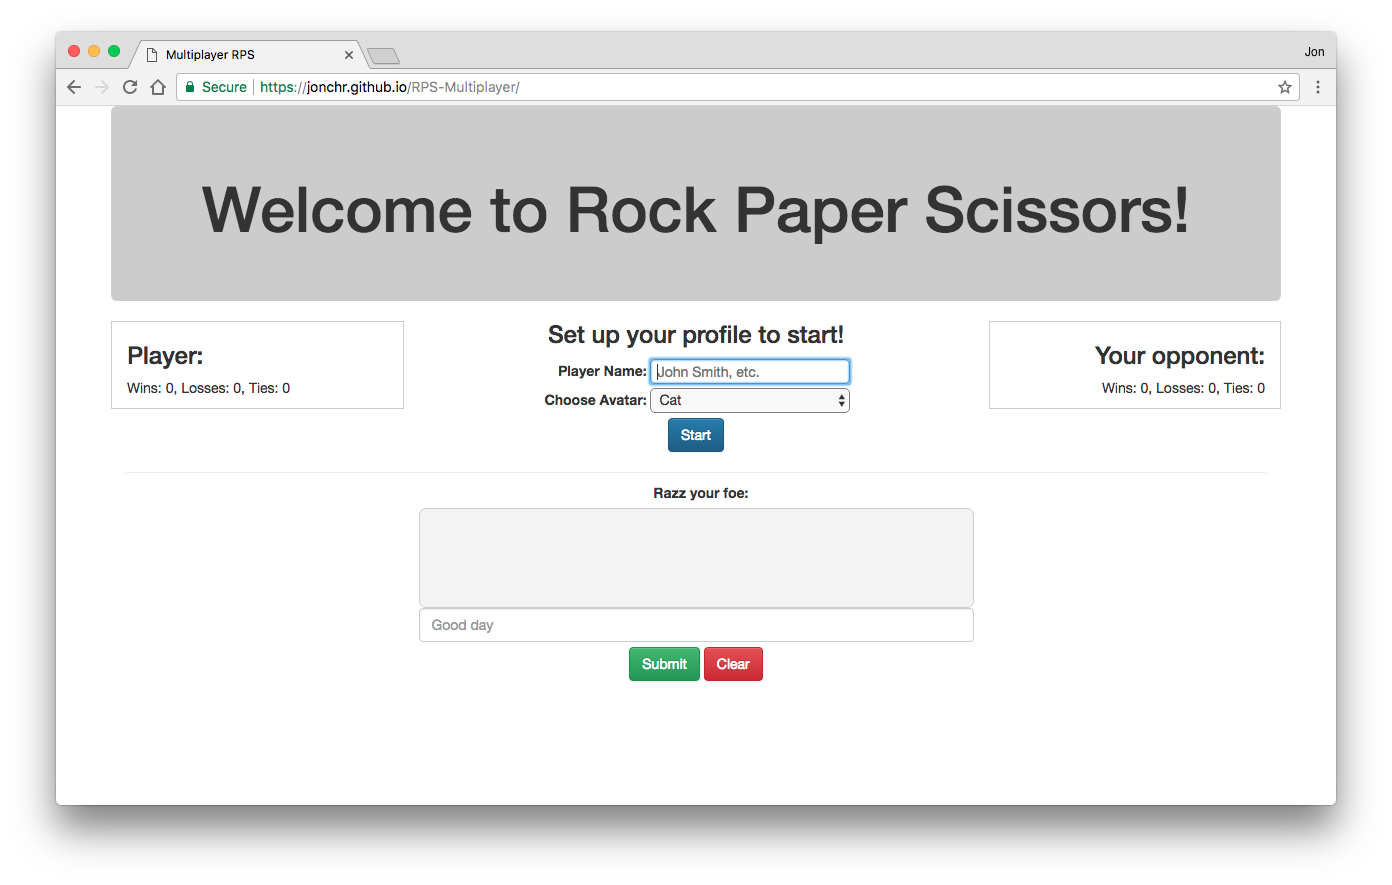 Multiplayer RPS
Jon
Secure https://jonchr.github.io/RPS-Multiplayer/
Welcome to Rock Paper Scissors!
Player:
Wins: 0, Losses: 0, Ties: 0
Set up your profile to start!
Player Name: John Smith, etc.
Choose Avatar: Cat
Start
Your opponent:
Wins: 0, Losses: 0, Ties: 0
Razz your foe:
Good day
Submit Clear